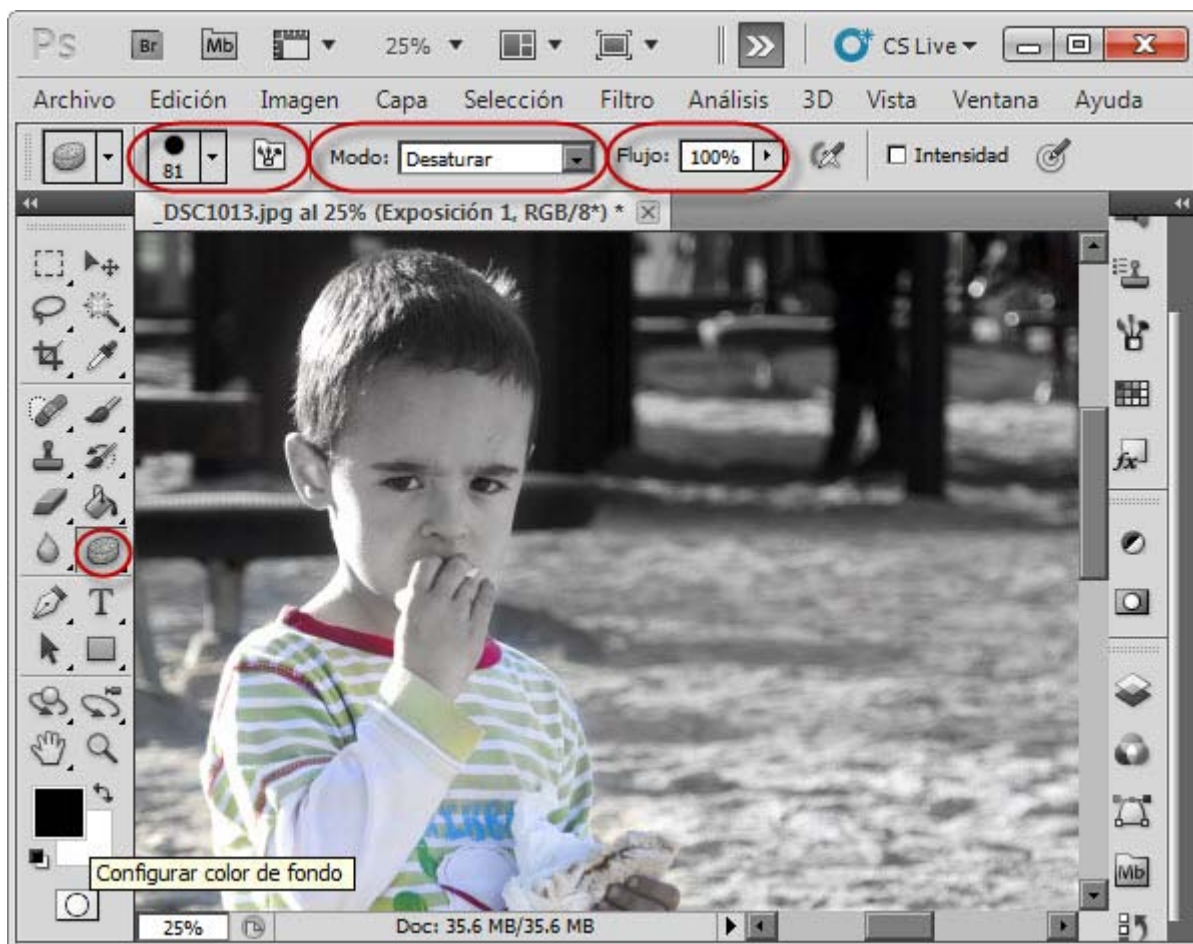 Ps Br Mb 25% CS Live
Archivo Edición Imagen Capa Selección Filtro Análisis 3D Vista Ventana Ayuda
81 Modo: Desaturar Flujo: 100% Intensidad
_DSC1013.jpg al 25% (Exposición 1, RGB/8*) *
fx
T
Mb
Configurar color de fondo
25% Doc: 35.6 MB/35.6 MB